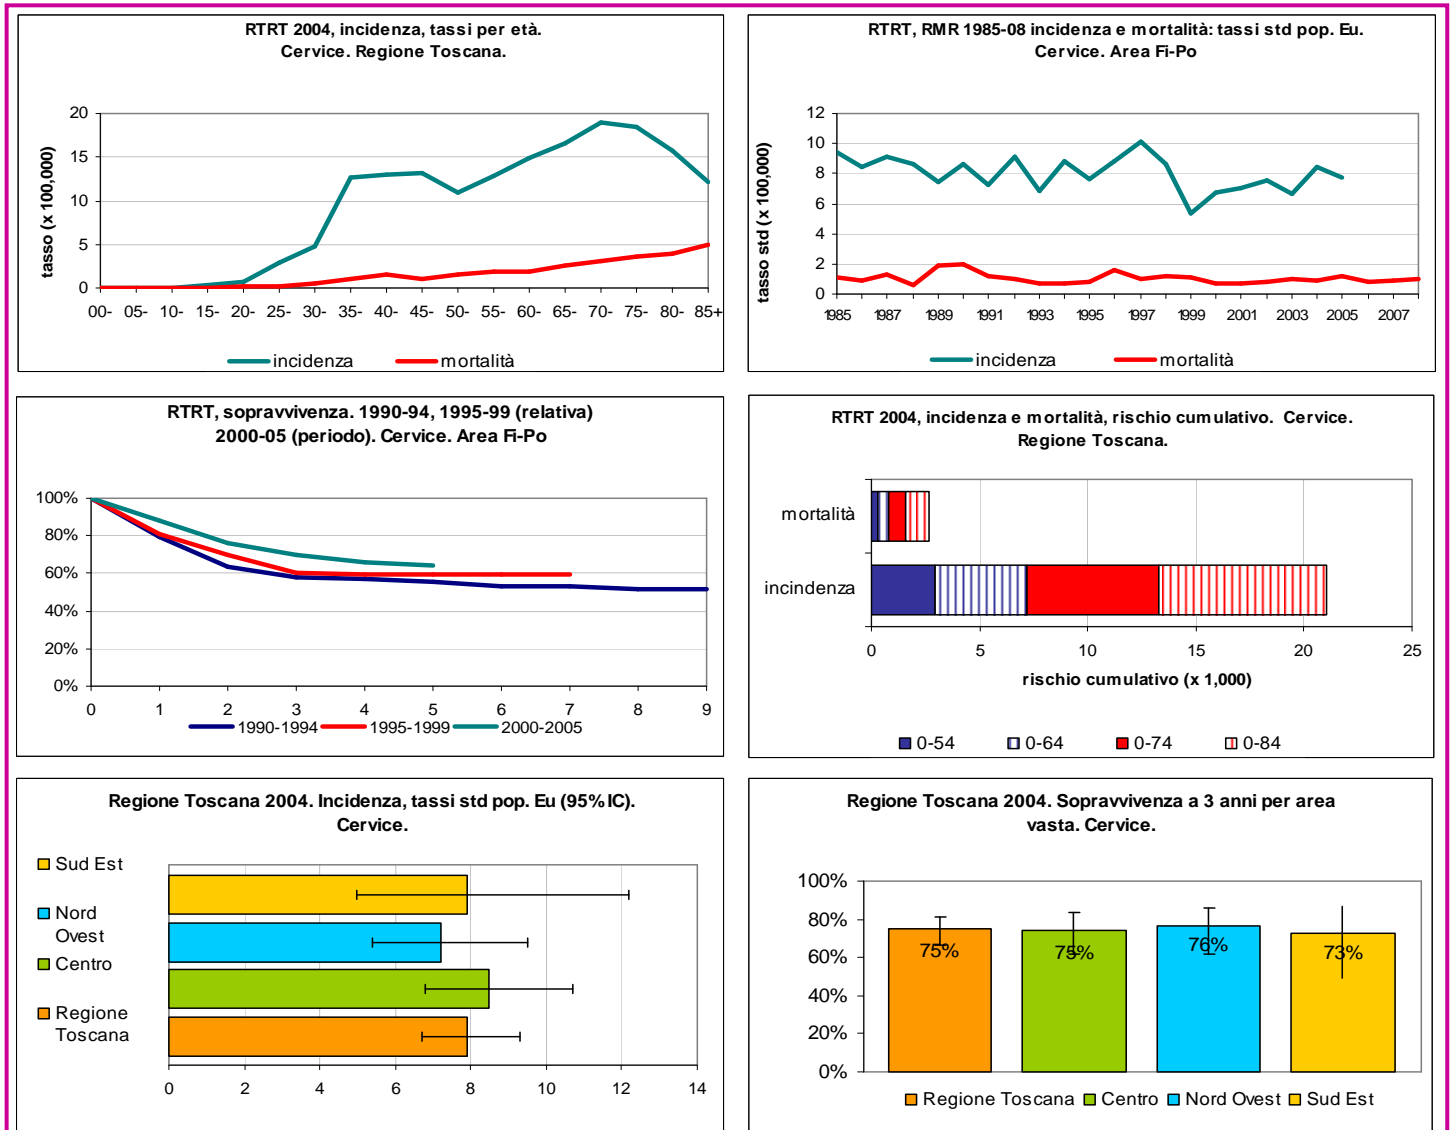 RTRT 2004, incidenza, tassi per età.
Cervice. Regione Toscana.
tasso (x 100,000)
20
15
10
5
0
00- 05- 10- 15- 20- 25- 30- 35- 40- 45- 50- 55- 60- 65- 70- 75- 80- 85+
incidenza mortalità
RTRT, RMR 1985-08 incidenza e mortalità: tassi std pop. Eu.
Cervice. Area Fi-Po
tasso std (x 100,000)
12
10
8
6
4
2
0
1985 1987 1989 1991 1993 1995 1997 1999 2001 2003 2005 2007
incidenza mortalità
RTRT, sopravvivenza. 1990-94, 1995-99 (relativa)
2000-05 (periodo). Cervice. Area Fi-Po
100%
80%
60%
40%
20%
0%
0 1 2 3 4 5 6 7 8 9
1990-1994 1995-1999 2000-2005
RTRT 2004, incidenza e mortalità, rischio cumulativo. Cervice.
Regione Toscana.
mortalità
incindenza
0 5 10 15 20 25
rischio cumulativo (x 1,000)
0-54 0-64 0-74 0-84
Regione Toscana 2004. Incidenza, tassi std pop. Eu (95%IC).
Cervice.
Sud Est
Nord
Ovest
Centro
Regione
Toscana
0 2 4 6 8 10 12 14
Regione Toscana 2004. Sopravvivenza a 3 anni per area
vasta. Cervice.
100%
80%
60%
40%
20%
0%
75% 75% 76% 73%
Regione Toscana Centro Nord Ovest Sud Est